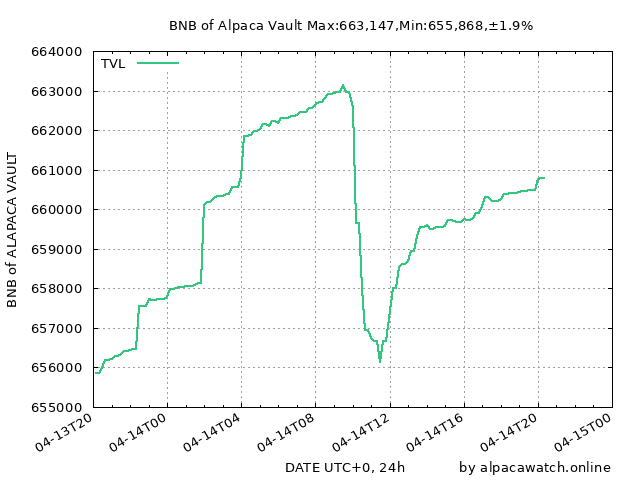 BNB of Alpaca Vault Max:663,147,Min:655,868,±1.9%
664000
TVL
663000
662000
661000
660000
659000
658000
657000
656000
655000
BNB of ALAPACA VAULT
04-13T20
04-14T00
04-14T04
04-14T08
04-14T12
04-14T16
04-14T20
04-15T00
DATE UTC+0, 24h
by alpacawatch.online